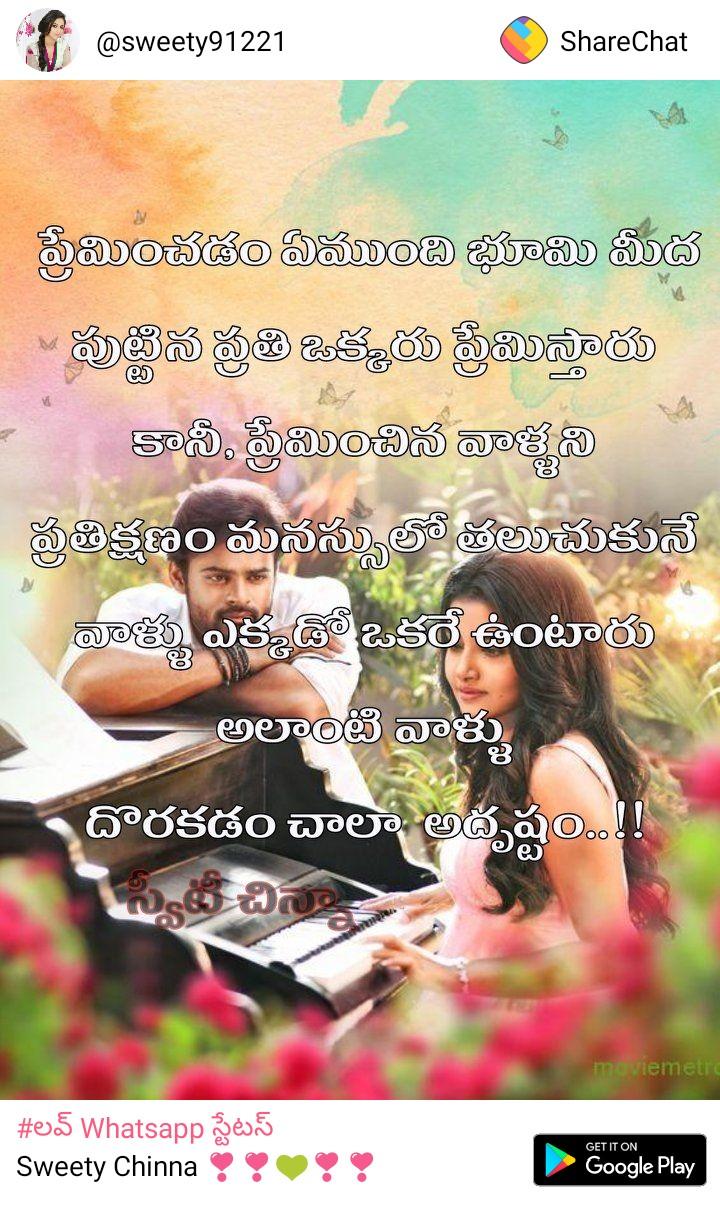 @sweety91221
ShareChat
ప్రేమించడం ఏముంది భూమి మీద
పుట్టిన ప్రతి ఒక్కరు ప్రేమిస్తారు
కానీ, ప్రేమించిన వాళ్ళని
ప్రతిక్షణం మనస్సులో తలుచుకునే
వాళ్ళు ఎక్కడో ఒకరే ఉంటారు
అలాంటి వాళ్ళు
దొరకడం చాలా అదృష్టం..!!
స్వీటీ చిన్నా
moviemetro
#లవ్ Whatsapp స్టేటస్
Sweety Chinna
GET IT ON
Google Play